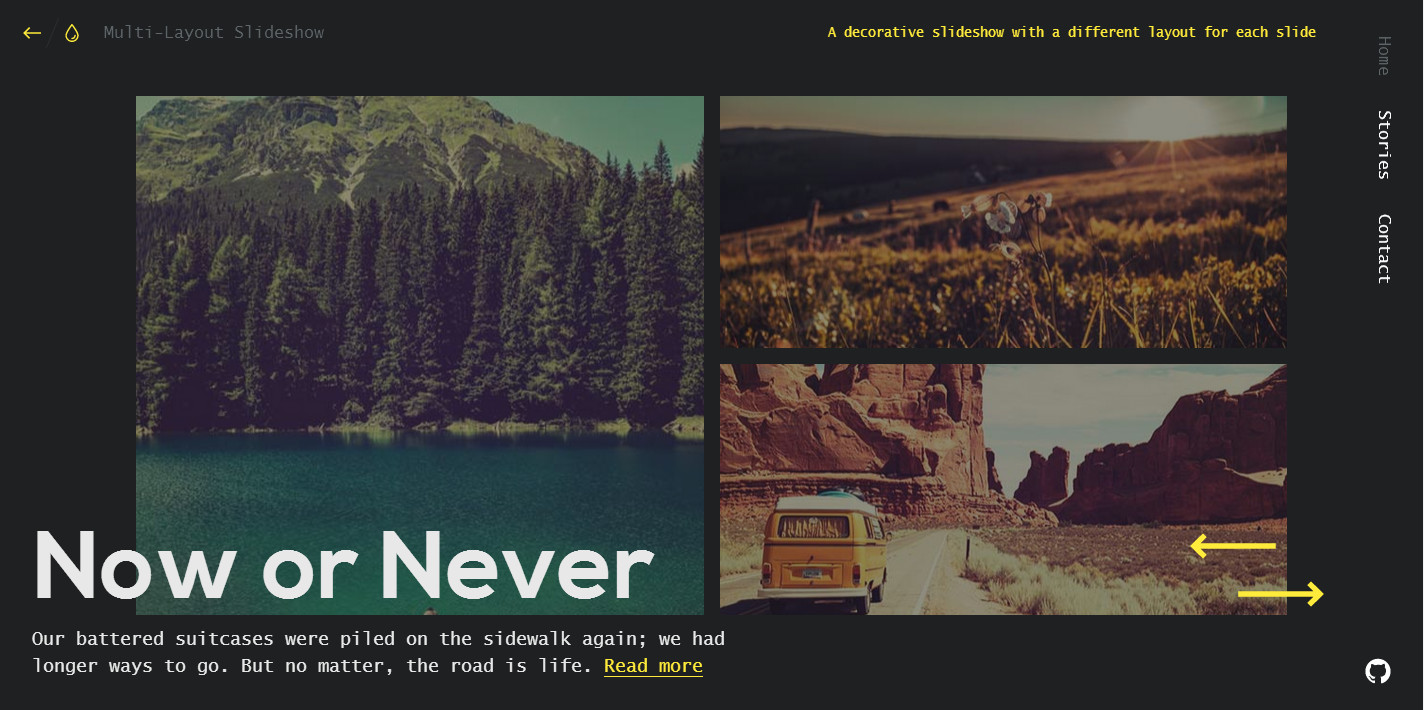 Multi-Layout Slideshow
A decorative slideshow with a different layout for each slide
Home
Stories
Contact
Now or Never
Our battered suitcases were piled on the sidewalk again; we had
longer ways to go. But no matter, the road is life. Read more